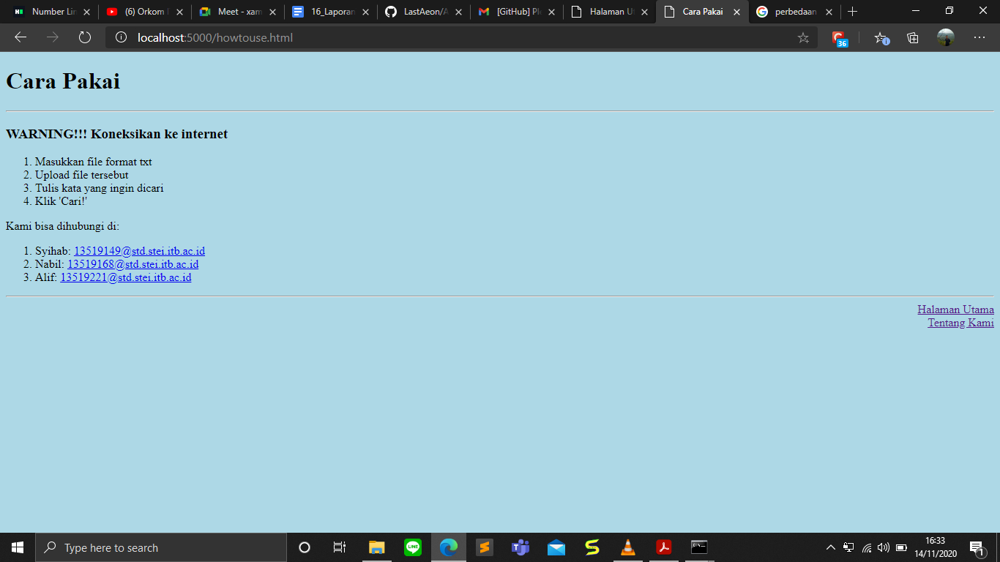 Number Lin
(6) Orkom
Meet - xam
16_Laporan
LastAeon/A
[GitHub] Pl
Halaman Ut
Cara Pakai
perbedaan
localhost:5000/howtouse.html
36
Cara Pakai
WARNING!!! Koneksikan ke internet
1. Masukkan file format txt
2. Upload file tersebut
3. Tulis kata yang ingin dicari
4. Klik 'Cari!'
Kami bisa dihubungi di:
1. Syihab: 13519149@std.stei.itb.ac.id
2. Nabil: 13519168@std.stei.itb.ac.id
3. Alif: 13519221@std.stei.itb.ac.id
Halaman Utama
Tentang Kami
Type here to search
LINE
16:33
14/11/2020
1